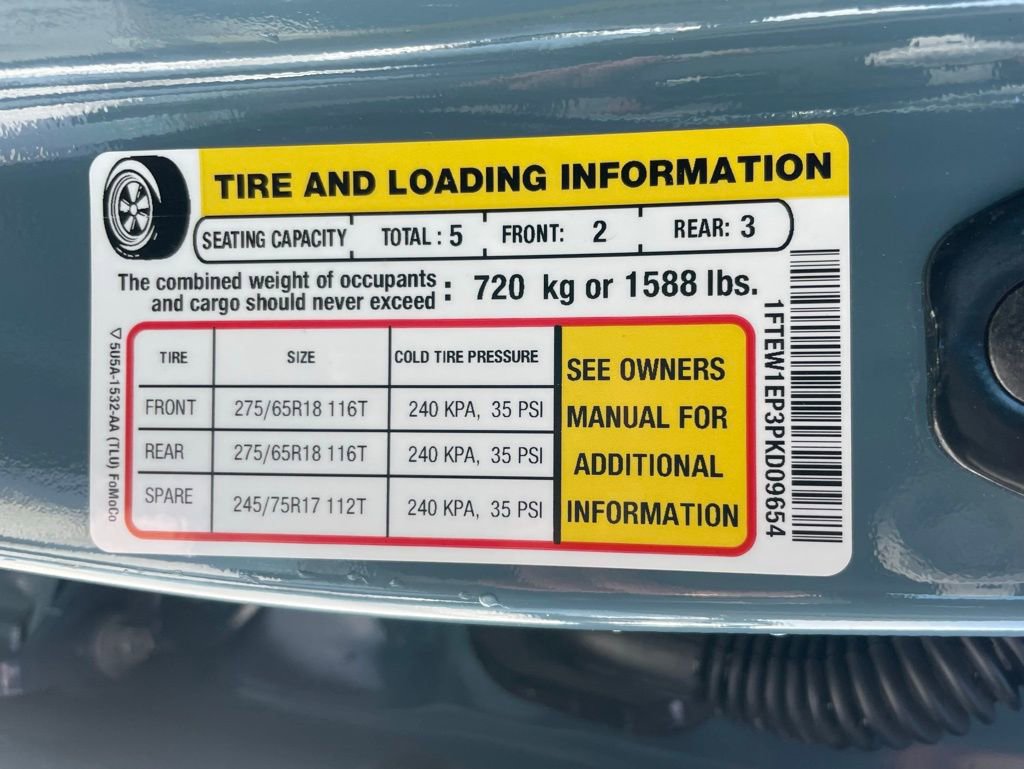 TIRE AND LOADING INFORMATION
SEATING CAPACITY TOTAL : 5 FRONT: 2 REAR: 3
The combined weight of occupants
and cargo should never exceed : 720 kg or 1588 lbs.
TIRE SIZE COLD TIRE PRESSURE
FRONT 275/65R18 116T 240 KPA, 35 PSI
REAR 275/65R18 116T 240 KPA, 35 PSI
SPARE 245/75R17 112T 240 KPA, 35 PSI
SEE OWNERS
MANUAL FOR
ADDITIONAL
INFORMATION
5U5A-1532-AA (TLU) FoMoCo
1FTEW1EP3PKD09654